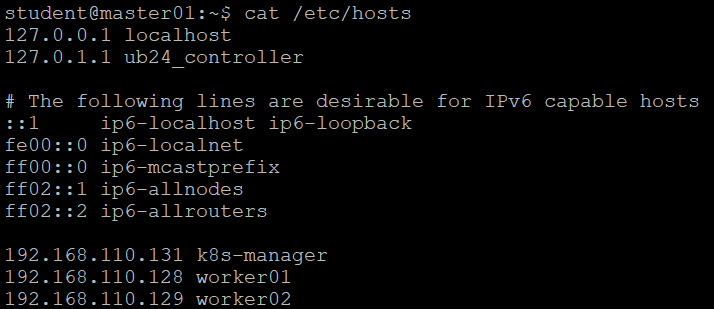 student@master01:~$ cat /etc/hosts
127.0.0.1 localhost
127.0.1.1 ub24_controller

# The following lines are desirable for IPv6 capable hosts
::1     ip6-localhost ip6-loopback
fe00::0 ip6-localnet
ff00::0 ip6-mcastprefix
ff02::1 ip6-allnodes
ff02::2 ip6-allrouters

192.168.110.131 k8s-manager
192.168.110.128 worker01
192.168.110.129 worker02